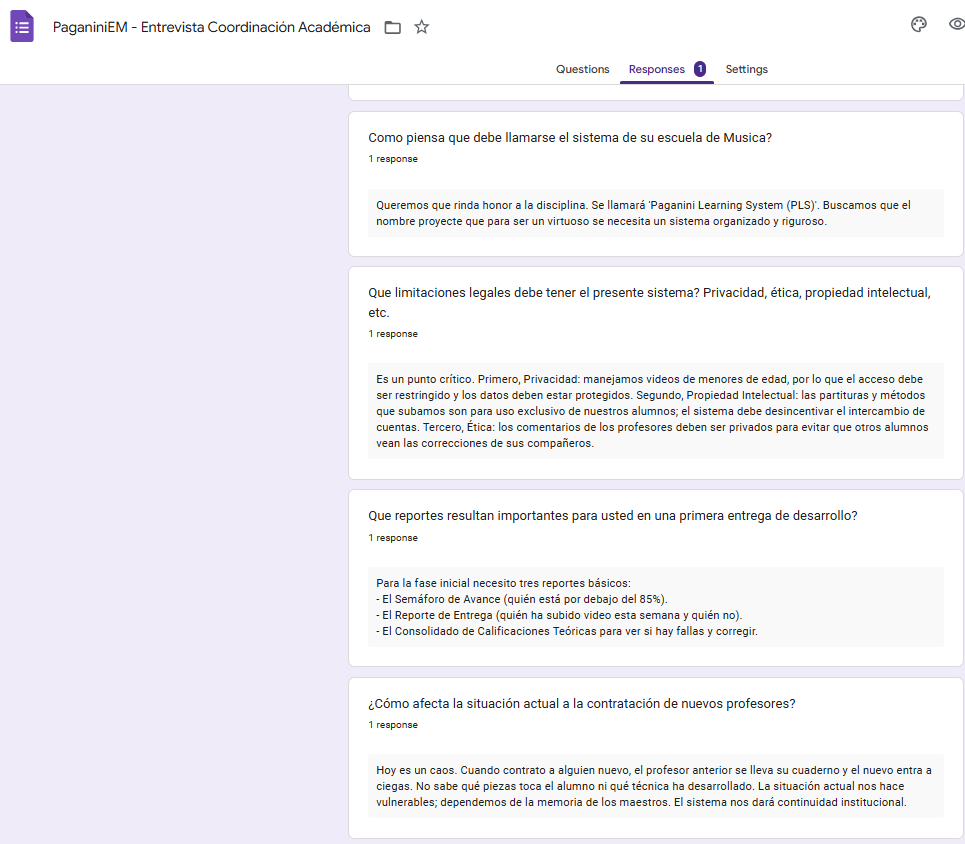 PaganiniEM - Entrevista Coordinación Académica
Questions
Responses 1
Settings
Como piensa que debe llamarse el sistema de su escuela de Musica?
1 response
Queremos que rinda honor a la disciplina. Se llamará 'Paganini Learning System (PLS)'. Buscamos que el
nombre proyecte que para ser un virtuoso se necesita un sistema organizado y riguroso.
Que limitaciones legales debe tener el presente sistema? Privacidad, ética, propiedad intelectual,
etc.
1 response
Es un punto crítico. Primero, Privacidad: manejamos videos de menores de edad, por lo que el acceso debe
ser restringido y los datos deben estar protegidos. Segundo, Propiedad Intelectual: las partituras y métodos
que subamos son para uso exclusivo de nuestros alumnos; el sistema debe desincentivar el intercambio de
cuentas. Tercero, Ética: los comentarios de los profesores deben ser privados para evitar que otros alumnos
vean las correcciones de sus compañeros.
Que reportes resultan importantes para usted en una primera entrega de desarrollo?
1 response
Para la fase inicial necesito tres reportes básicos:
- El Semáforo de Avance (quién está por debajo del 85%).
- El Reporte de Entrega (quién ha subido video esta semana y quién no).
- El Consolidado de Calificaciones Teóricas para ver si hay fallas y corregir.
¿Cómo afecta la situación actual a la contratación de nuevos profesores?
1 response
Hoy es un caos. Cuando contrato a alguien nuevo, el profesor anterior se lleva su cuaderno y el nuevo entra a
ciegas. No sabe qué piezas toca el alumno ni qué técnica ha desarrollado. La situación actual nos hace
vulnerables; dependemos de la memoria de los maestros. El sistema nos dará continuidad institucional.